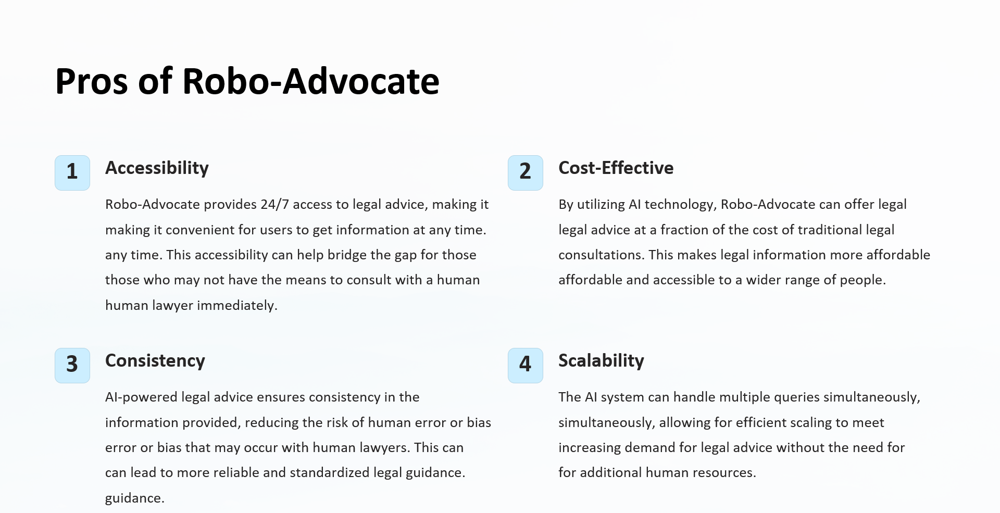 Pros of Robo-Advocate
1
Accessibility
Robo-Advocate provides 24/7 access to legal advice, making it
making it convenient for users to get information at any time.
any time. This accessibility can help bridge the gap for those
those who may not have the means to consult with a human
human lawyer immediately.
2
Cost-Effective
By utilizing AI technology, Robo-Advocate can offer legal
legal advice at a fraction of the cost of traditional legal
consultations. This makes legal information more affordable
affordable and accessible to a wider range of people.
3
Consistency
AI-powered legal advice ensures consistency in the
information provided, reducing the risk of human error or bias
error or bias that may occur with human lawyers. This can
can lead to more reliable and standardized legal guidance.
guidance.
4
Scalability
The AI system can handle multiple queries simultaneously,
simultaneously, allowing for efficient scaling to meet
increasing demand for legal advice without the need for
for additional human resources.